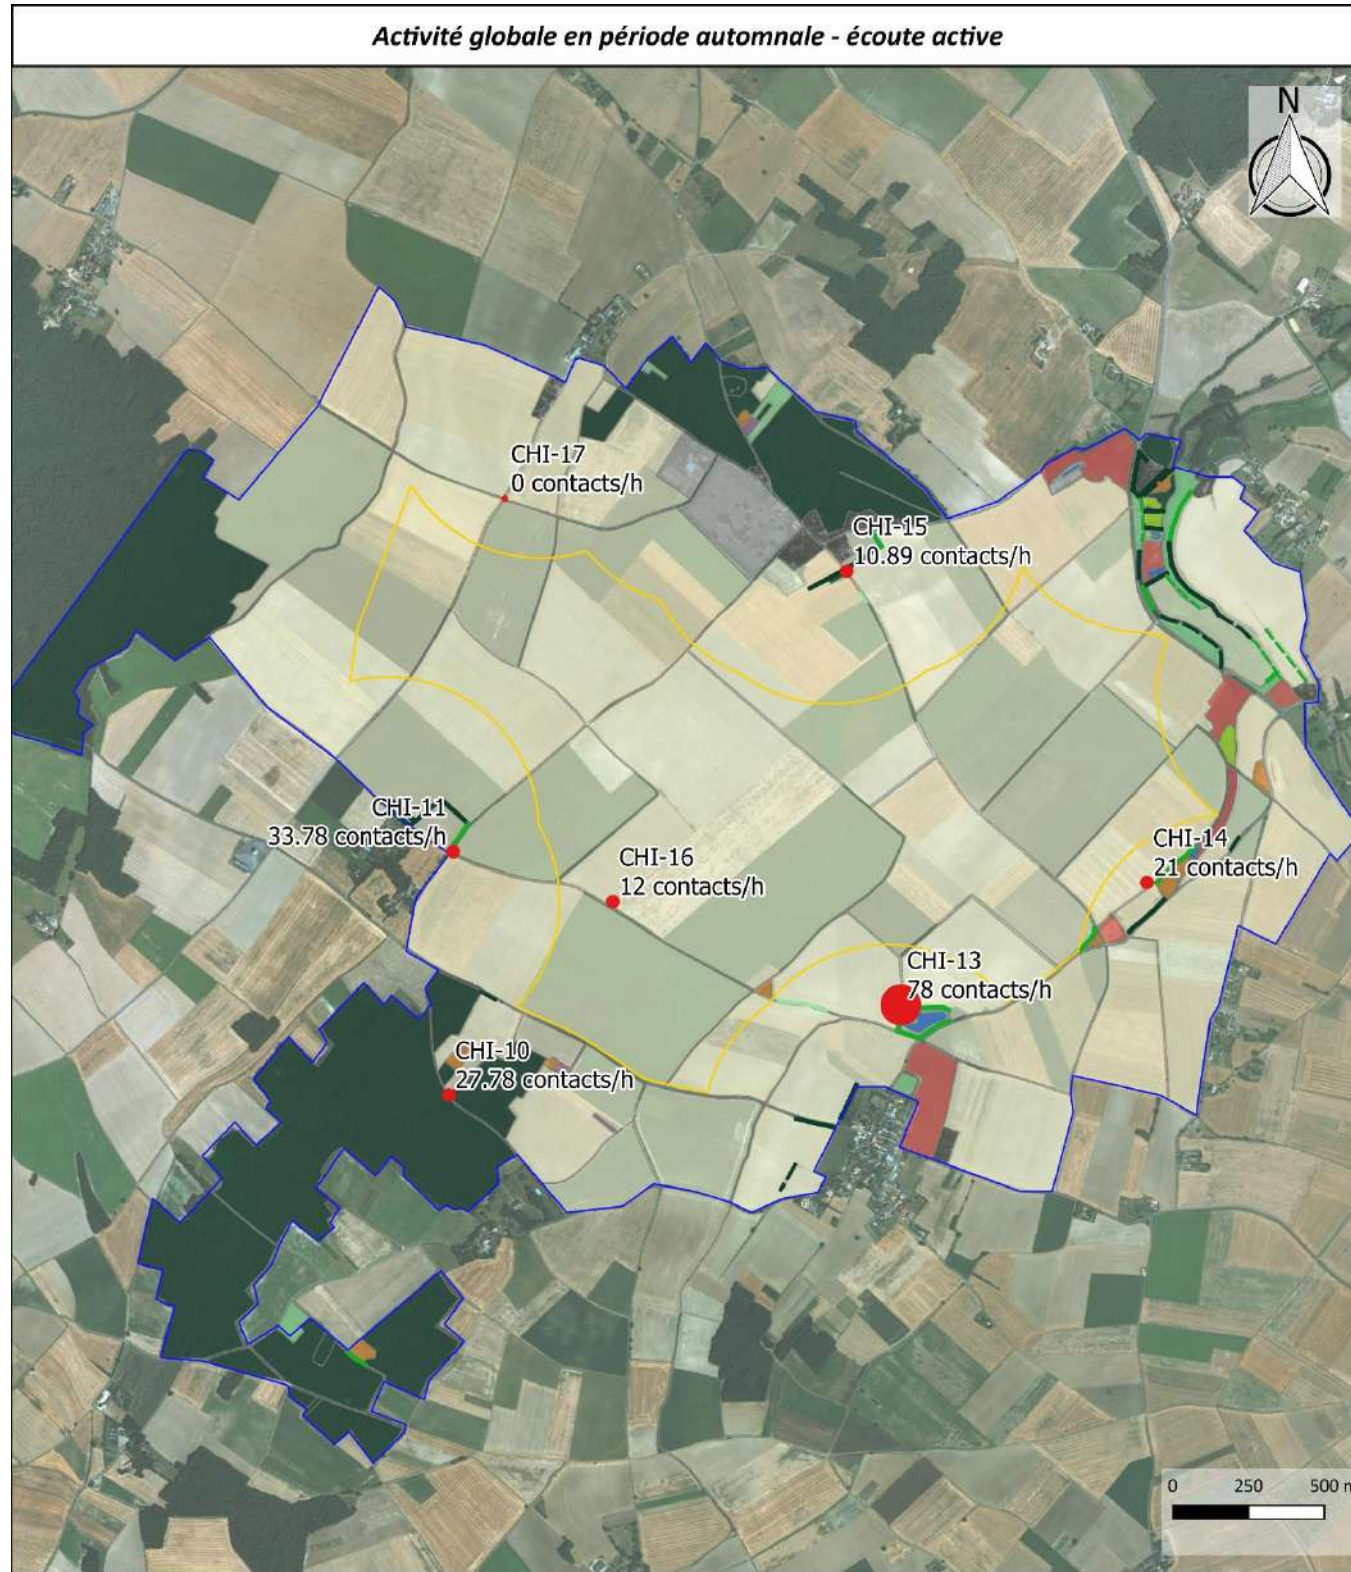 Activité globale en période automnale - écoute active
N
CHI-17
0 contacts/h
CHI-15
10.89 contacts/h
CHI-11
33.78 contacts/h
CHI-16
12 contacts/h
CHI-14
21 contacts/h
CHI-13
78 contacts/h
CHI-10
27.78 contacts/h
0 250 500 m